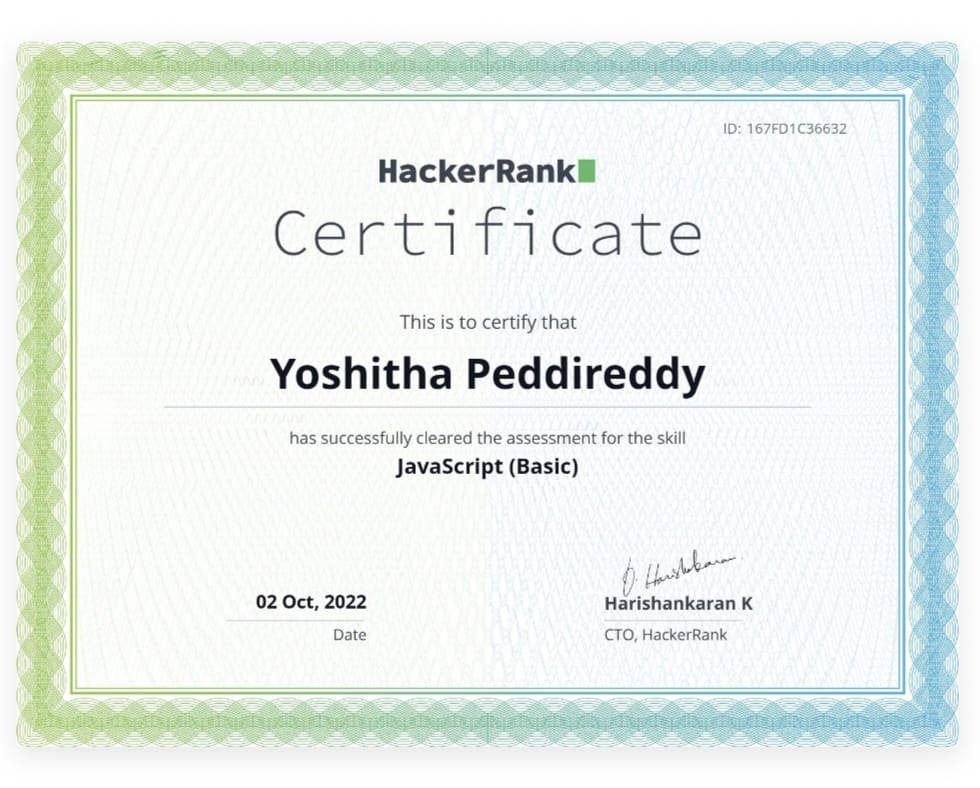 ID: 167FD1C36632
HackerRank
Certificate
This is to certify that
Yoshitha Peddireddy
has successfully cleared the assessment for the skill
JavaScript (Basic)
02 Oct, 2022
Date
Harishankaran K
CTO, HackerRank